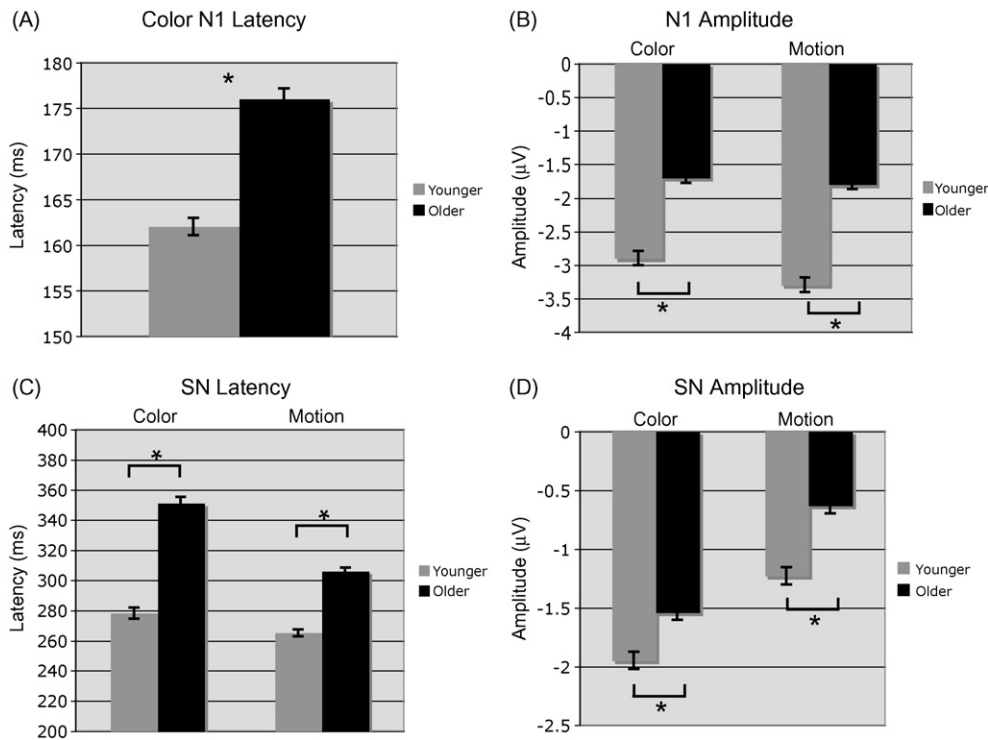 (A)
Color N1 Latency
180
175
170
165
160
155
150
Latency (ms)
*
Younger
Older
(B)
N1 Amplitude
Color
Motion
0
-0.5
-1
-1.5
-2
-2.5
-3
-3.5
-4
Amplitude (µV)
*
*
Younger
Older
(C)
SN Latency
Color
Motion
400
380
360
340
320
300
280
260
240
220
200
Latency (ms)
*
*
Younger
Older
(D)
SN Amplitude
Color
Motion
0
-0.5
-1
-1.5
-2
-2.5
Amplitude (µV)
*
*
Younger
Older